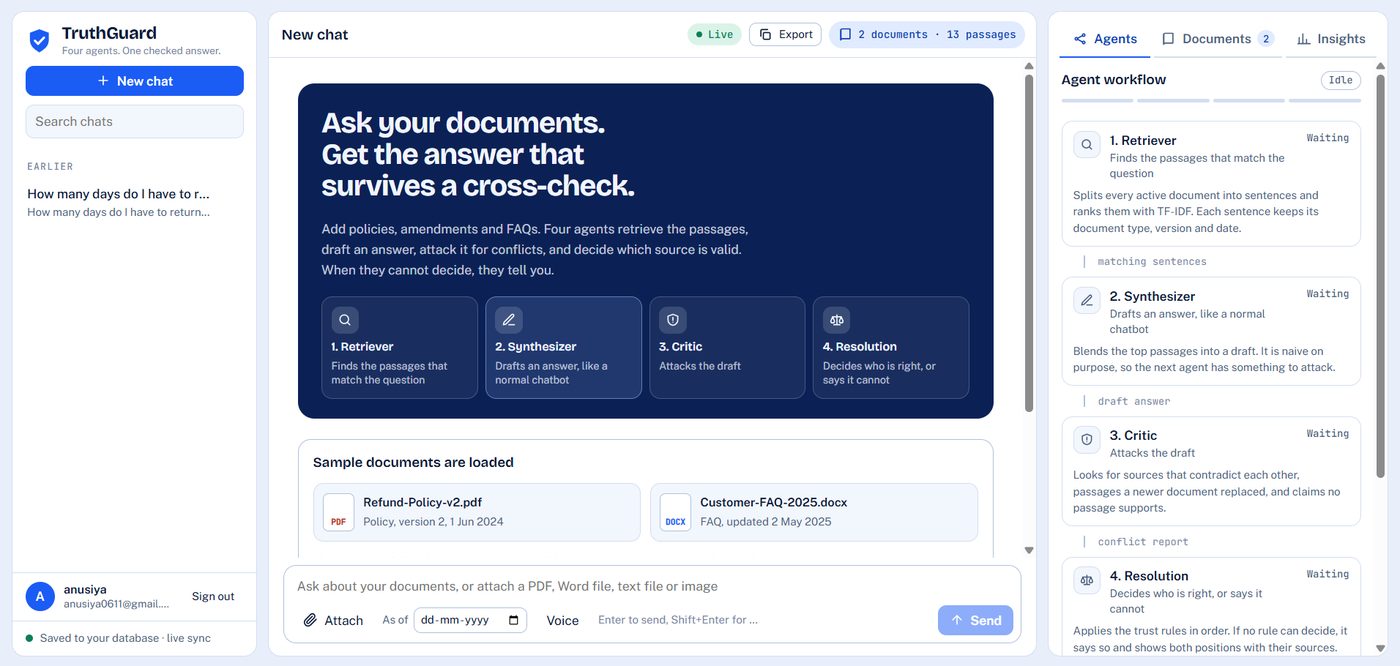 TruthGuard
Four agents. One checked answer.
+ New chat
Search chats
EARLIER
How many days do I have to r...
How many days do I have to return...
A
anusiya
anusiya0611@gmail....
Sign out
Saved to your database · live sync
New chat
Live
Export
2 documents · 13 passages
Ask your documents.
Get the answer that
survives a cross-check.
Add policies, amendments and FAQs. Four agents retrieve the passages,
draft an answer, attack it for conflicts, and decide which source is valid.
When they cannot decide, they tell you.
1. Retriever
Finds the passages that
match the question
2. Synthesizer
Drafts an answer, like a
normal chatbot
3. Critic
Attacks the draft
4. Resolution
Decides who is right, or
says it cannot
Sample documents are loaded
PDF
Refund-Policy-v2.pdf
Policy, version 2, 1 Jun 2024
DOCX
Customer-FAQ-2025.docx
FAQ, updated 2 May 2025
Ask about your documents, or attach a PDF, Word file, text file or image
Attach
As of
dd-mm-yyyy
Voice
Enter to send, Shift+Enter for ...
Send
Agents
Documents 2
Insights
Agent workflow
Idle
1. Retriever
Waiting
Finds the passages that match the
question
Splits every active document into sentences and
ranks them with TF-IDF. Each sentence keeps its
document type, version and date.
matching sentences
2. Synthesizer
Waiting
Drafts an answer, like a normal
chatbot
Blends the top passages into a draft. It is naive on
purpose, so the next agent has something to attack.
draft answer
3. Critic
Waiting
Attacks the draft
Looks for sources that contradict each other,
passages a newer document replaced, and claims no
passage supports.
conflict report
4. Resolution
Waiting
Decides who is right, or says it
cannot
Applies the trust rules in order. If no rule can decide, it
says so and shows both positions with their sources.